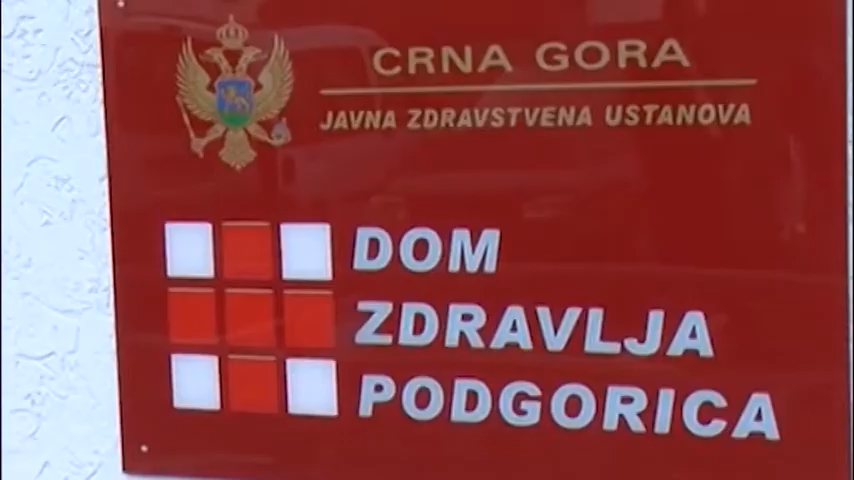 CRNA GORA
JAVNA ZDRAVSTVENA USTANOVA
DOM
ZDRAVLJA
PODGORICA